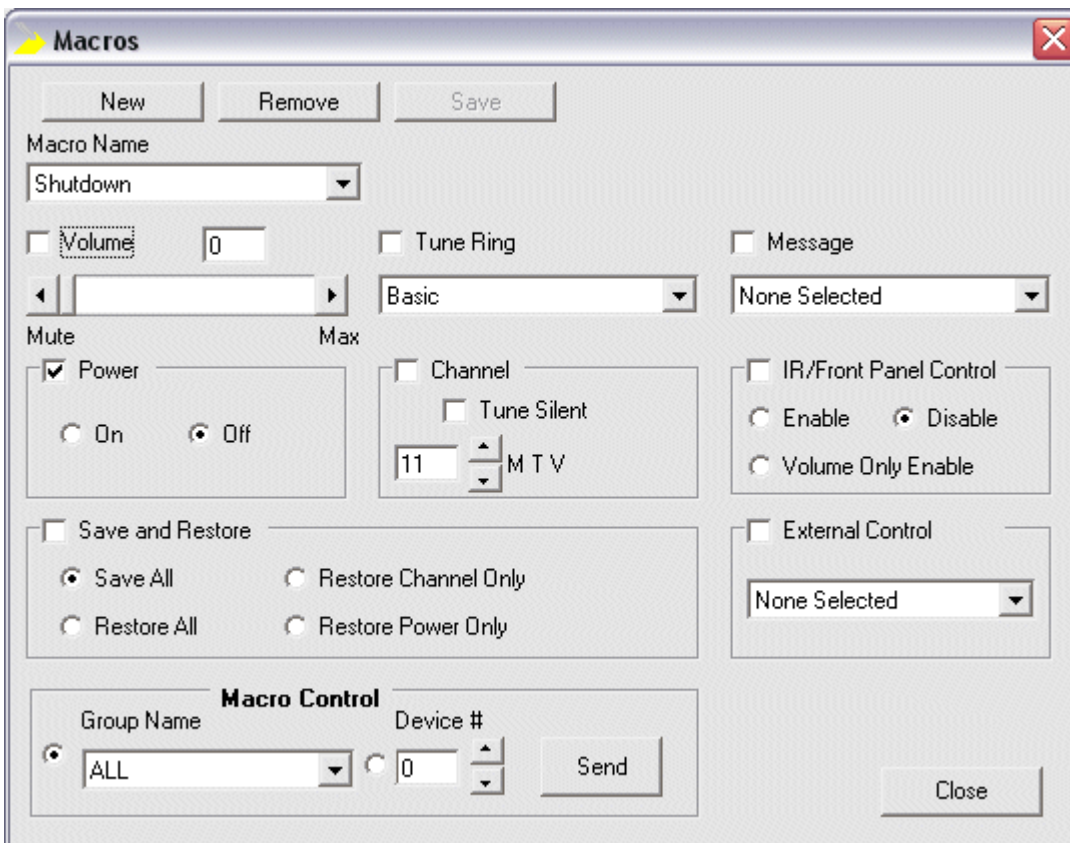 Macros
New Remove Save
Macro Name
Shutdown
Volume 0 Tune Ring Message
Basic None Selected
Mute Max
Power Channel IR/Front Panel Control
Tune Silent Enable Disable
On Off
11 M T V Volume Only Enable
Save and Restore External Control
Save All Restore Channel Only
None Selected
Restore All Restore Power Only
Macro Control
Group Name Device #
ALL 0 Send
Close